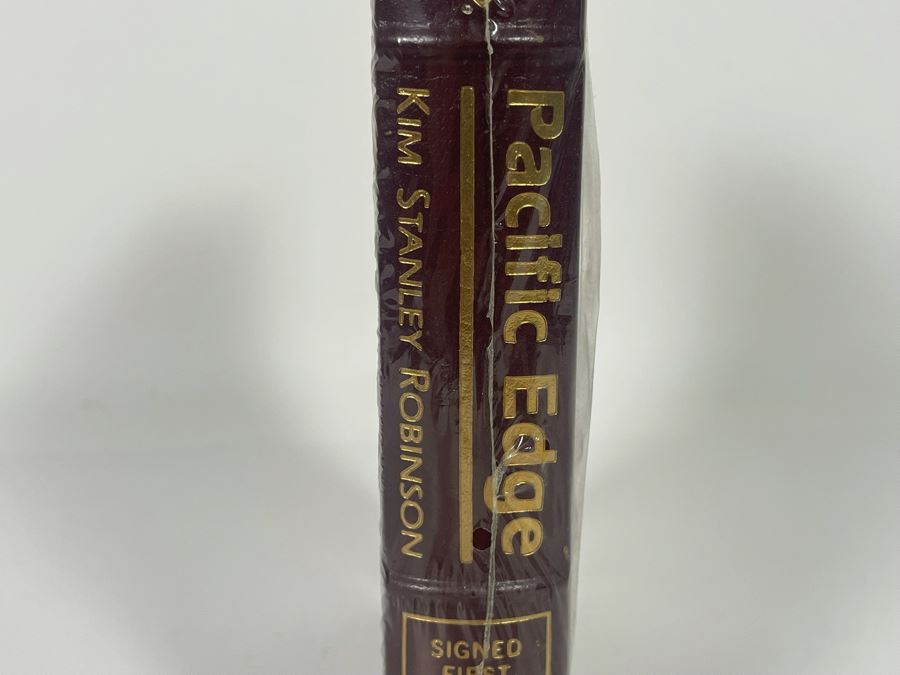 Pacific Edge
KIM STANLEY ROBINSON
SIGNED
FIRST